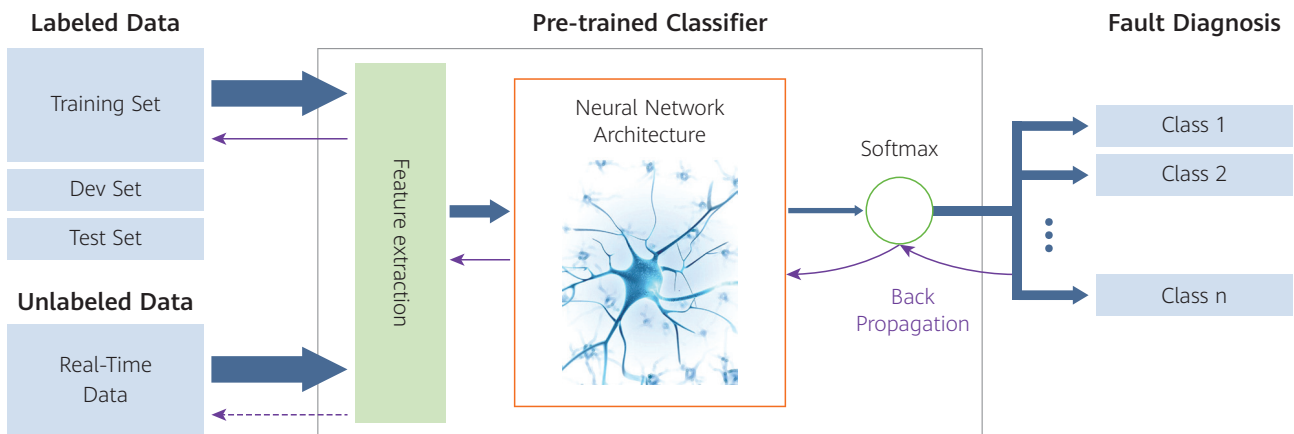 Labeled Data
Pre-trained Classifier
Fault Diagnosis
Training Set
Dev Set
Test Set
Unlabeled Data
Real-Time
Data
Feature extraction
Neural Network
Architecture
Softmax
Back
Propagation
Class 1
Class 2
Class n